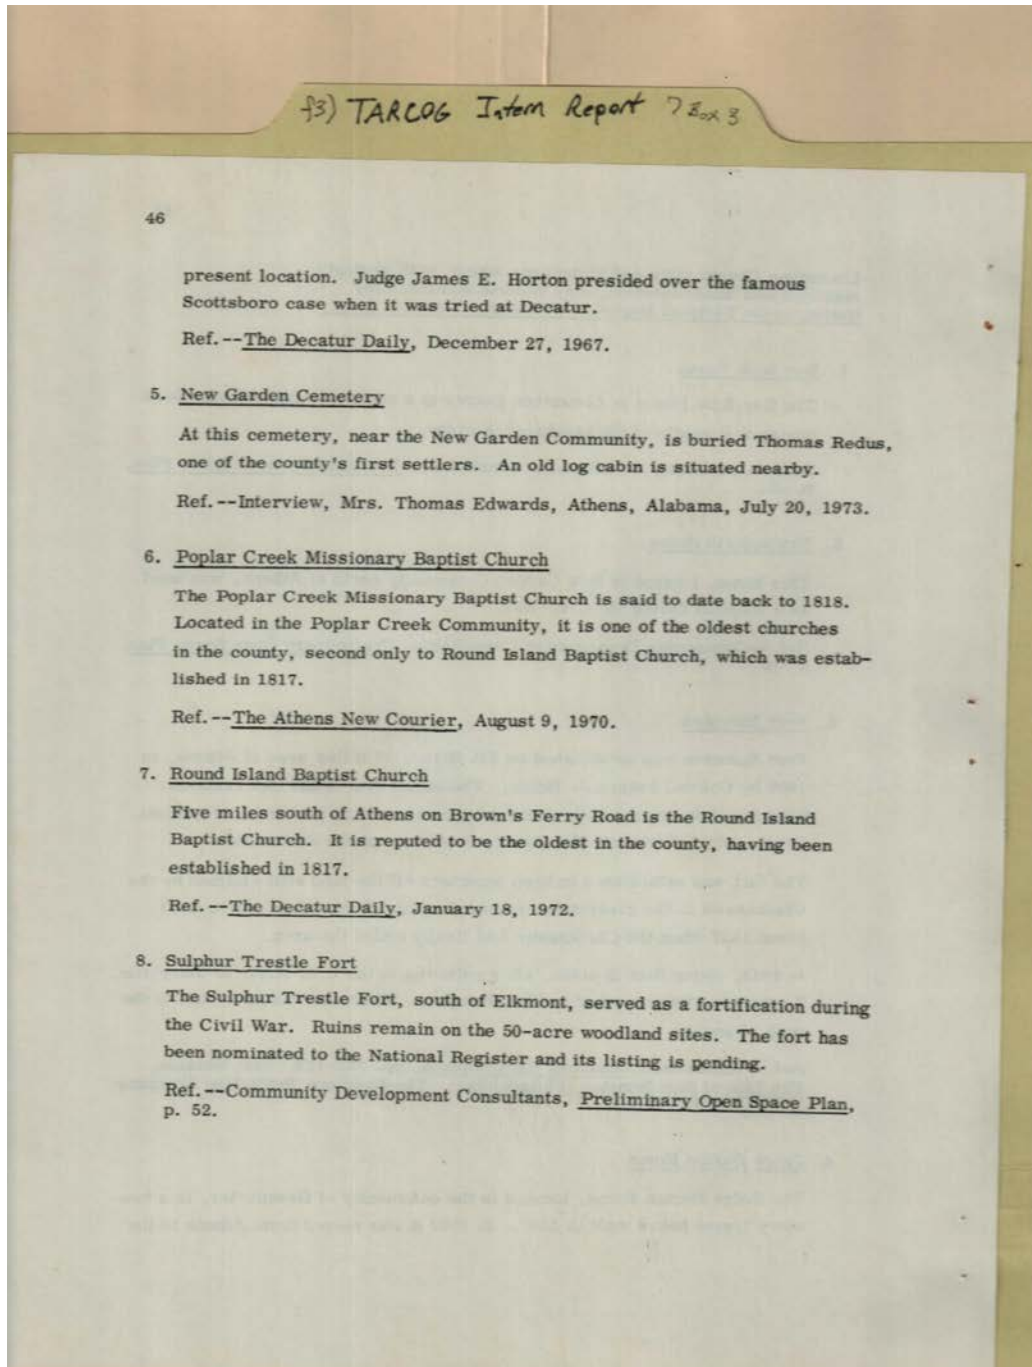 f3) TARCOG Intern Report 7 Box 3
46
present location. Judge James E. Horton presided over the famous
Scottsboro case when it was tried at Decatur.
Ref.--The Decatur Daily, December 27, 1967.
5. New Garden Cemetery
At this cemetery, near the New Garden Community, is buried Thomas Redus,
one of the county's first settlers. An old log cabin is situated nearby.
Ref.--Interview, Mrs. Thomas Edwards, Athens, Alabama, July 20, 1973.
6. Poplar Creek Missionary Baptist Church
The Poplar Creek Missionary Baptist Church is said to date back to 1818.
Located in the Poplar Creek Community, it is one of the oldest churches
in the county, second only to Round Island Baptist Church, which was estab-
lished in 1817.
Ref.--The Athens New Courier, August 9, 1970.
7. Round Island Baptist Church
Five miles south of Athens on Brown's Ferry Road is the Round Island
Baptist Church. It is reputed to be the oldest in the county, having been
established in 1817.
Ref.--The Decatur Daily, January 18, 1972.
8. Sulphur Trestle Fort
The Sulphur Trestle Fort, south of Elkmont, served as a fortification during
the Civil War. Ruins remain on the 50-acre woodland sites. The fort has
been nominated to the National Register and its listing is pending.
Ref.--Community Development Consultants, Preliminary Open Space Plan,
p. 52.